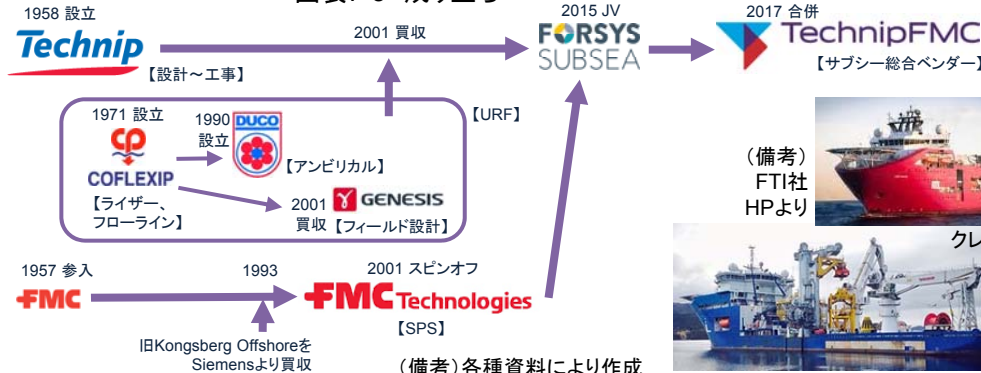 1958 設立
Technip
【設計～工事】
2001 買収
2015 JV
FORSYS
SUBSEA
2017 合併
TechnipFMC
【サブシー総合ベンダー】
1971 設立
COFLEXIP
【ライザー、
フローライン】
1990
設立
DUCO
【アンビリカル】
【URF】
2001
買収
GENESIS
【フィールド設計】
（備考）
FTI社
HPより
クレ
1957 参入
FMC
1993
旧Kongsberg Offshoreを
Siemensより買収
2001 スピンオフ
FMC Technologies
【SPS】
（備考）各種資料により作成